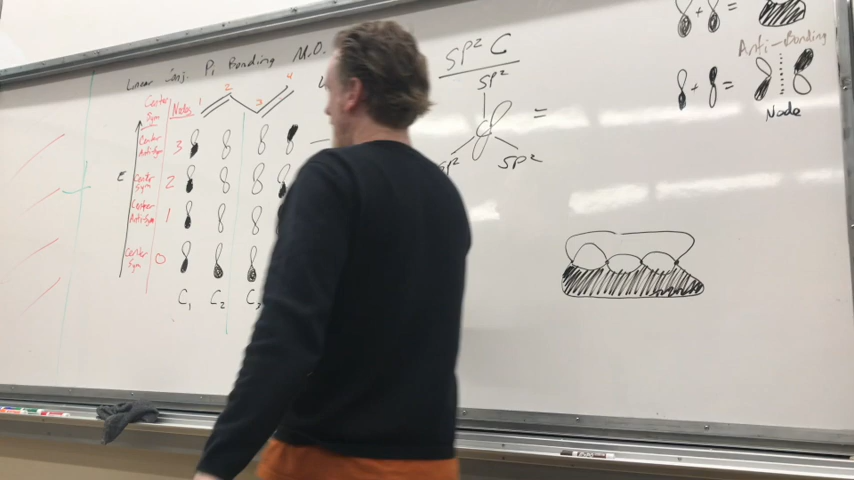 Linear Conj. Pi Bonding M.O.
Center Sym
Nodes
1 2 3 4
E
Center Anti-Sym 3
Center Sym 2
Center Anti-Sym 1
Center Sym 0
C1 C2 C3
SP² C
SP²
C =
SP² SP²
+ =
Anti-Bonding
+ =
Node